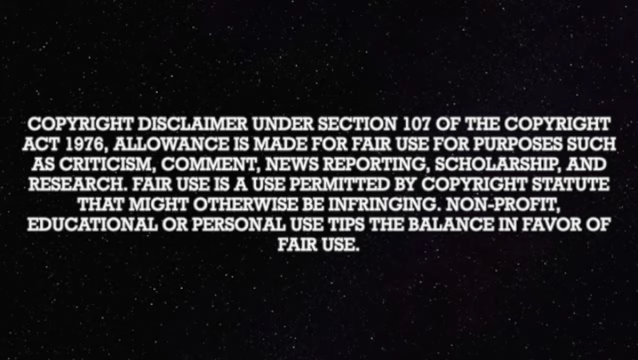 COPYRIGHT DISCLAIMER UNDER SECTION 107 OF THE COPYRIGHT
ACT 1976, ALLOWANCE IS MADE FOR FAIR USE FOR PURPOSES SUCH
AS CRITICISM, COMMENT, NEWS REPORTING, SCHOLARSHIP, AND
RESEARCH. FAIR USE IS A USE PERMITTED BY COPYRIGHT STATUTE
THAT MIGHT OTHERWISE BE INFRINGING. NON-PROFIT,
EDUCATIONAL OR PERSONAL USE TIPS THE BALANCE IN FAVOR OF
FAIR USE.